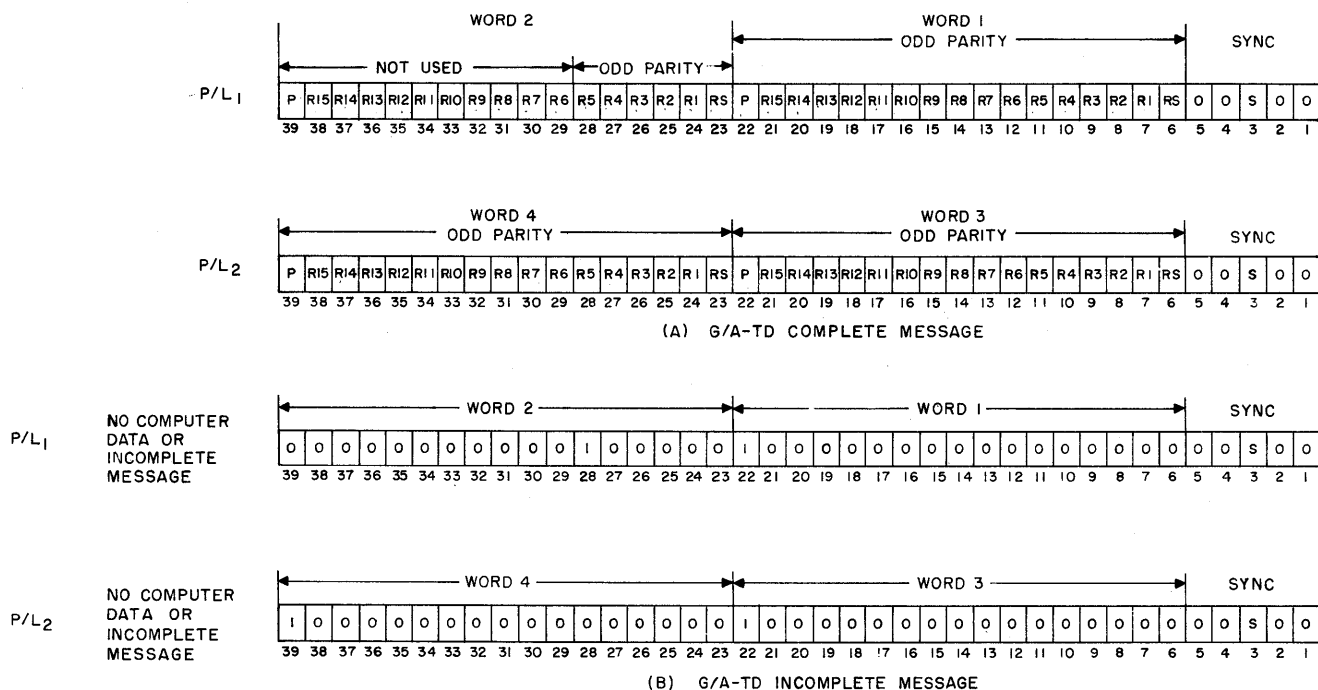 WORD 2 WORD 1 SYNC
ODD PARITY
NOT USED ODD PARITY
P/L1 P R15 R14 R13 R12 R11 R10 R9 R8 R7 R6 R5 R4 R3 R2 R1 RS P R15 R14 R13 R12 R11 R10 R9 R8 R7 R6 R5 R4 R3 R2 R1 RS 0 0 S 0 0
39 38 37 36 35 34 33 32 31 30 29 28 27 26 25 24 23 22 21 20 19 18 17 16 15 14 13 12 11 10 9 8 7 6 5 4 3 2 1
WORD 4 WORD 3
ODD PARITY ODD PARITY SYNC
P/L2 P R15 R14 R13 R12 R11 R10 R9 R8 R7 R6 R5 R4 R3 R2 R1 RS P R15 R14 R13 R12 R11 R10 R9 R8 R7 R6 R5 R4 R3 R2 R1 RS 0 0 S 0 0
39 38 37 36 35 34 33 32 31 30 29 28 27 26 25 24 23 22 21 20 19 18 17 16 15 14 13 12 11 10 9 8 7 6 5 4 3 2 1
(A) G/A-TD COMPLETE MESSAGE
WORD 2 WORD 1 SYNC
P/L1 NO COMPUTER
DATA OR
INCOMPLETE
MESSAGE
0 0 0 0 0 0 0 0 0 0 0 1 0 0 0 0 0 1 0 0 0 0 0 0 0 0 0 0 0 0 0 0 0 0 0 0 S 0 0
39 38 37 36 35 34 33 32 31 30 29 28 27 26 25 24 23 22 21 20 19 18 17 16 15 14 13 12 11 10 9 8 7 6 5 4 3 2 1
WORD 4 WORD 3 SYNC
P/L2 NO COMPUTER
DATA OR
INCOMPLETE
MESSAGE
1 0 0 0 0 0 0 0 0 0 0 0 0 0 0 0 0 1 0 0 0 0 0 0 0 0 0 0 0 0 0 0 0 0 0 0 S 0 0
39 38 37 36 35 34 33 32 31 30 29 28 27 26 25 24 23 22 21 20 19 18 17 16 15 14 13 12 11 10 9 8 7 6 5 4 3 2 1
(B) G/A-TD INCOMPLETE MESSAGE